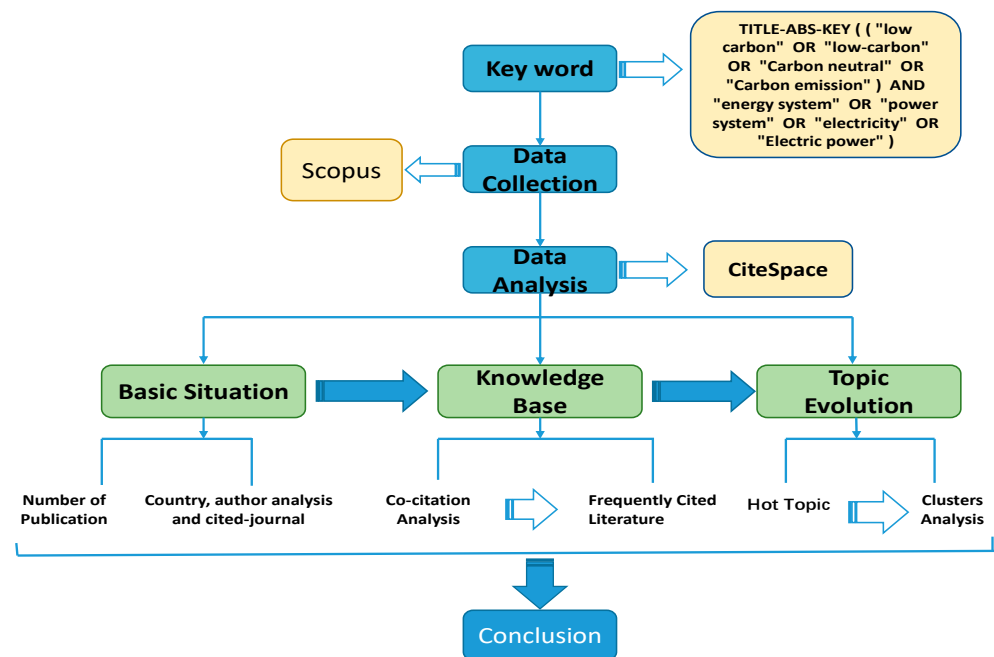 Key word
TITLE-ABS-KEY ( ( "low
carbon" OR "low-carbon"
OR "Carbon neutral" OR
"Carbon emission" ) AND
"energy system" OR "power
system" OR "electricity" OR
"Electric power" )
Scopus
Data
Collection
Data
Analysis
CiteSpace
Basic Situation
Knowledge
Base
Topic
Evolution
Number of
Publication
Country, author analysis
and cited-journal
Co-citation
Analysis
Frequently Cited
Literature
Hot Topic
Clusters
Analysis
Conclusion